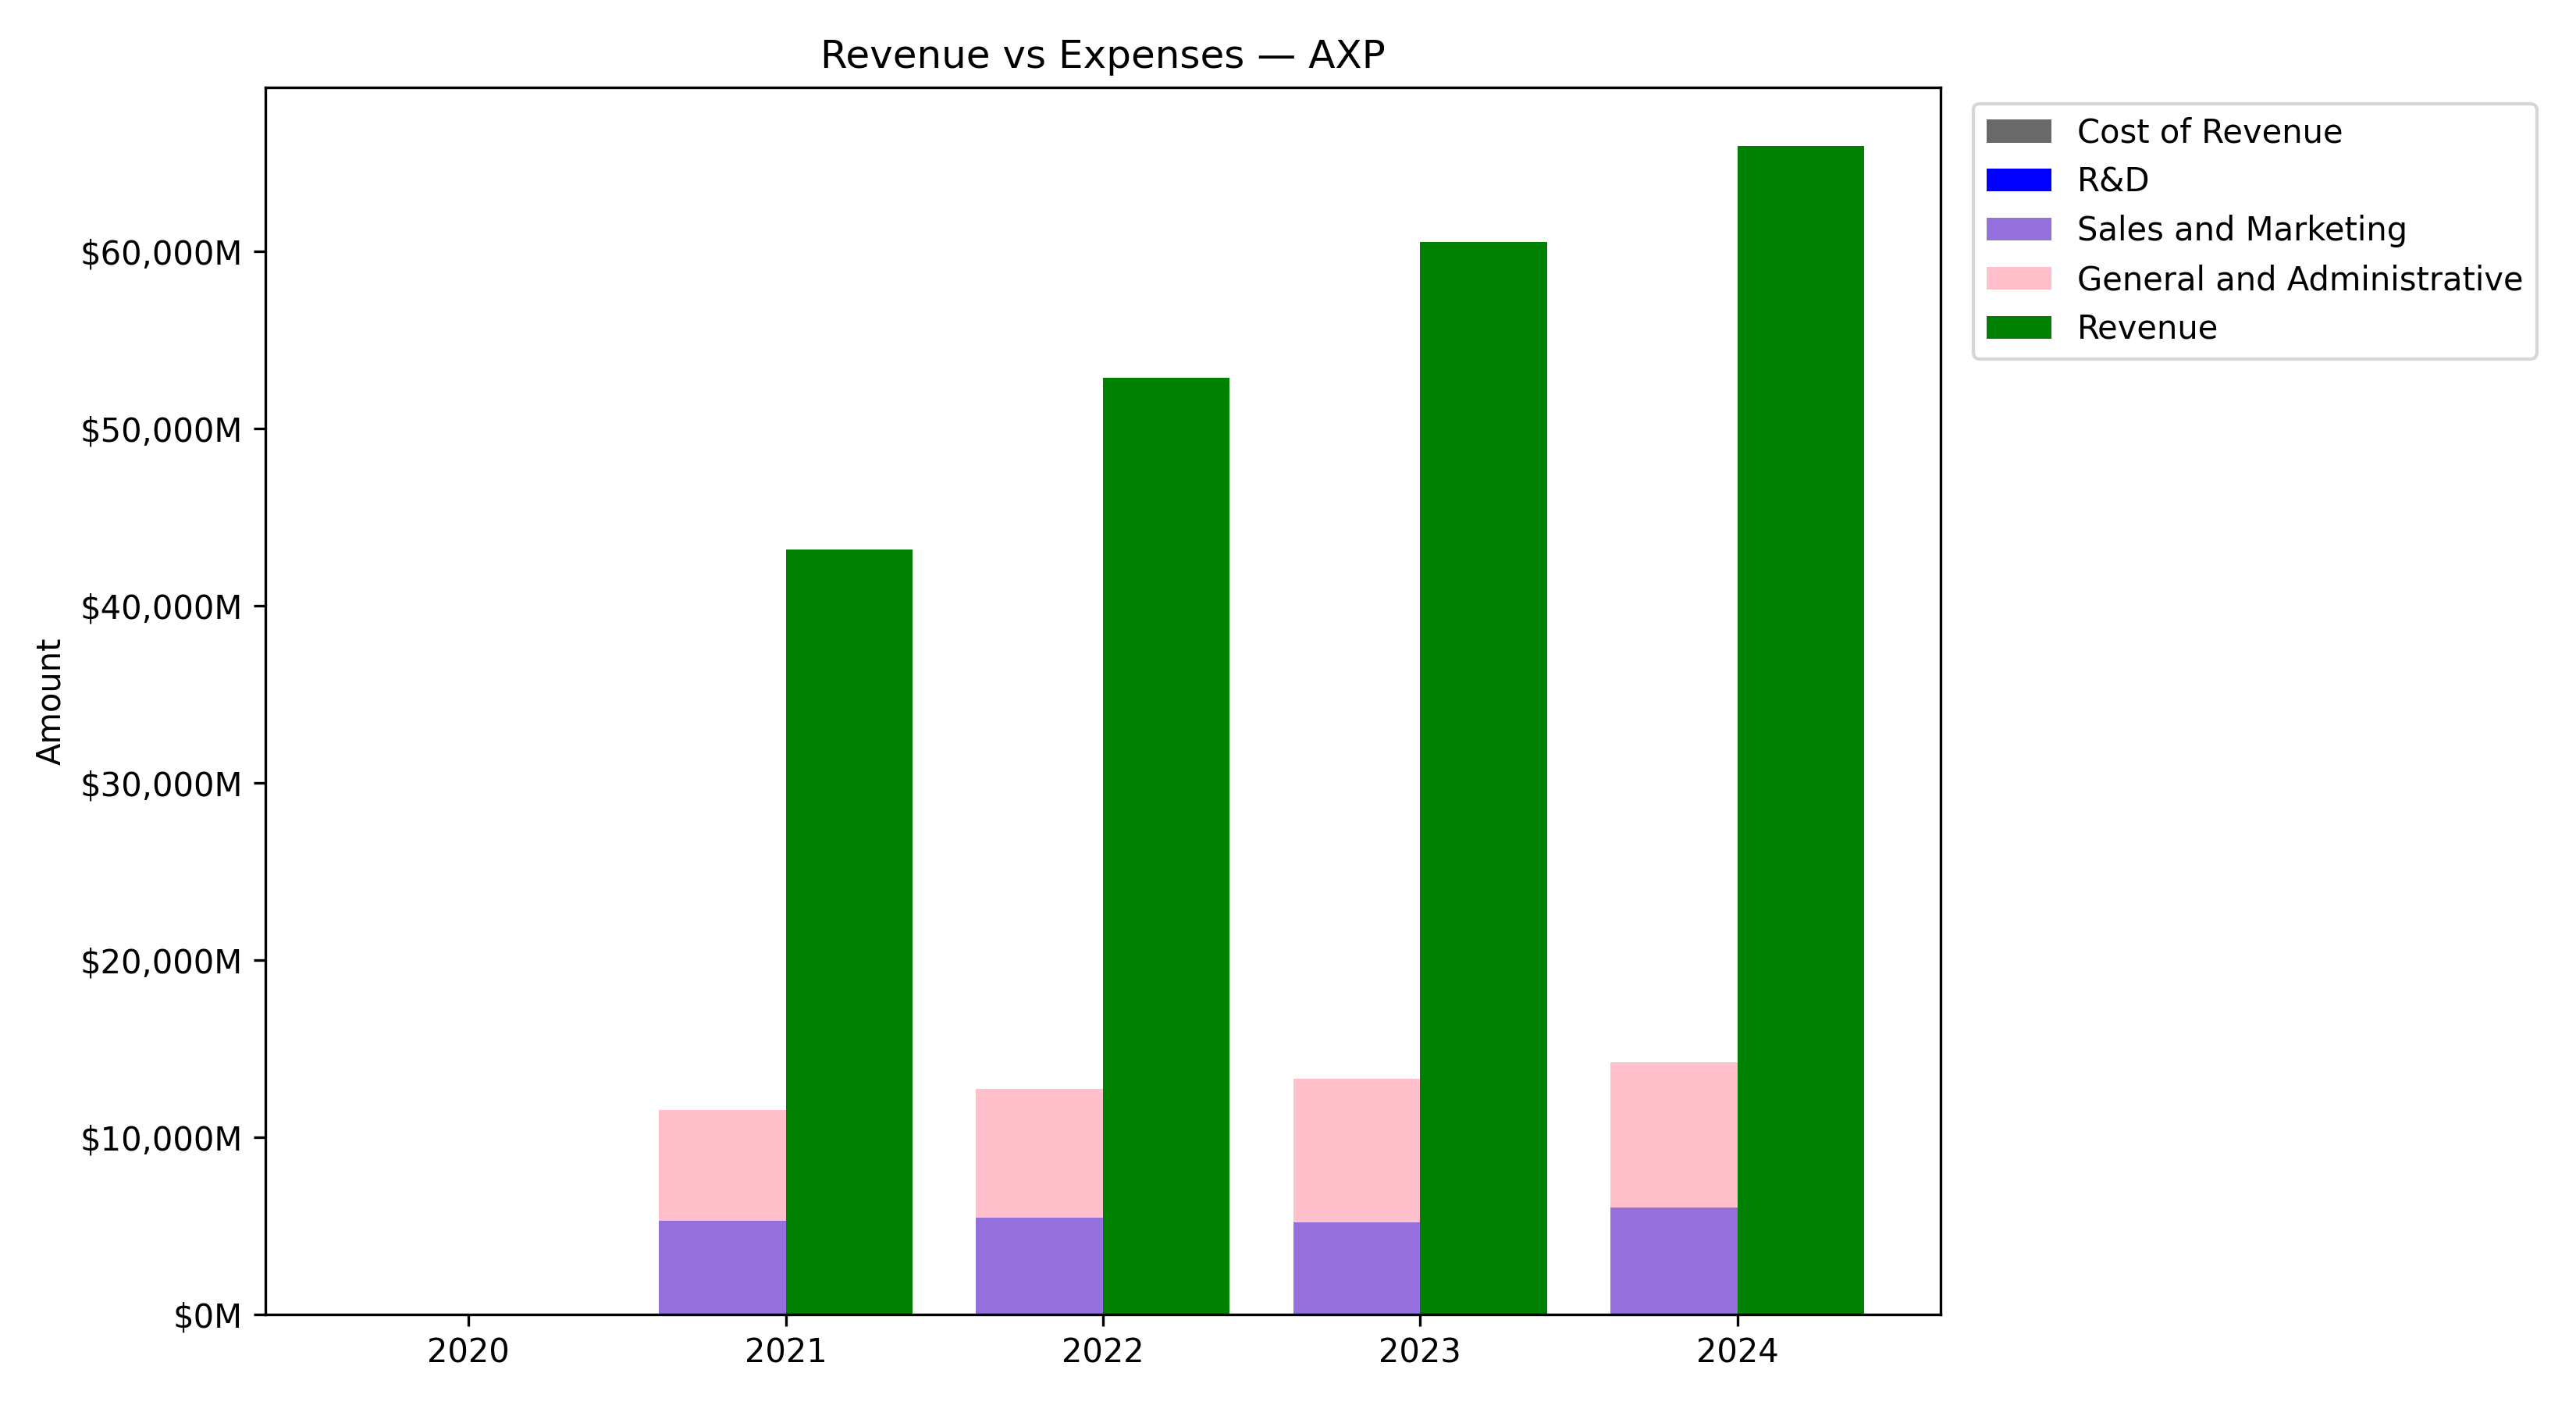 Revenue vs Expenses — AXP
Cost of Revenue
R&D
Sales and Marketing
General and Administrative
Revenue
Amount
$60,000M
$50,000M
$40,000M
$30,000M
$20,000M
$10,000M
$0M
2020 2021 2022 2023 2024